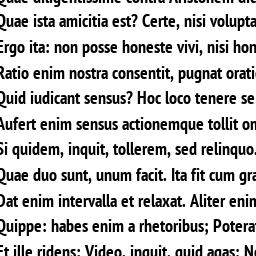 Quae diligentissime contra Aristonem dic
Quae ista amicitia est? Certe, nisi volupta
Ergo ita: non posse honeste vivi, nisi hon
Ratio enim nostra consentit, pugnat orati
Quid iudicant sensus? Hoc loco tenere se
Aufert enim sensus actionemque tollit om
Si quidem, inquit, tollerem, sed relinquo.
Quae duo sunt, unum facit. Ita fit cum gra
Dat enim intervalla et relaxat. Aliter enim
Quippe: habes enim a rhetoribus; Potera
Et ille ridens: Video, inquit, quid agas; Ne